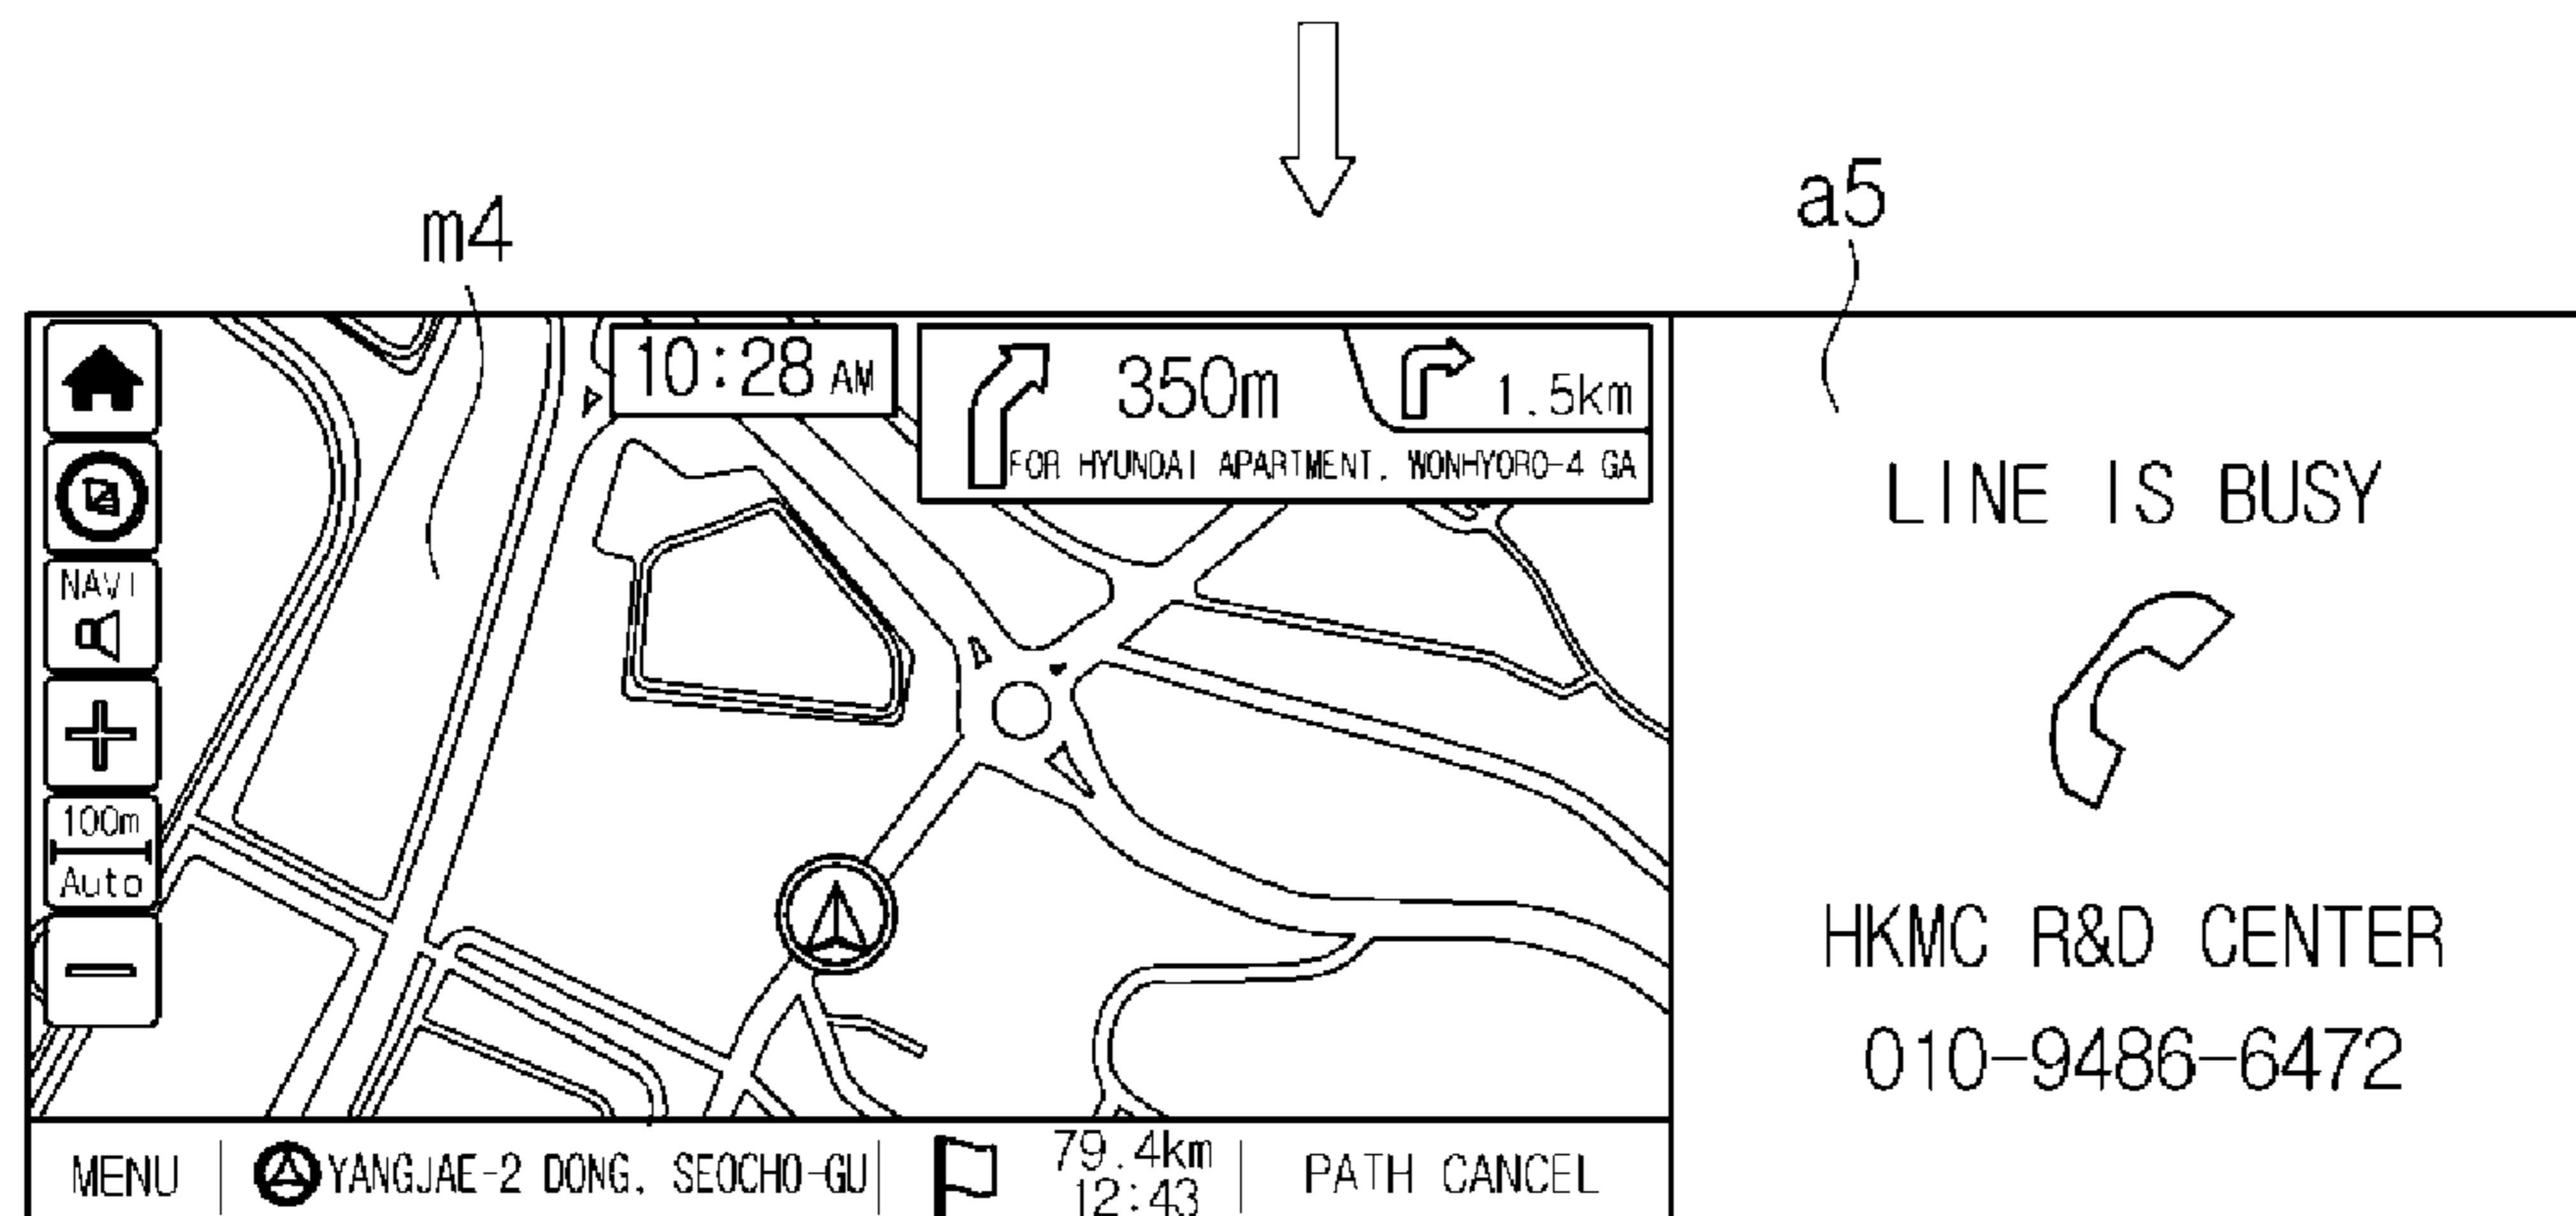 m4
a5
10:28 AM
350m
1.5km
FOR HYUNDAI APARTMENT, WONHYORO-4 GA
NAVI
100m
Auto
LINE IS BUSY
HKMC R&D CENTER
010-9486-6472
MENU
YANGJAE-2 DONG, SEOCHO-GU
79.4km
12:43
PATH CANCEL